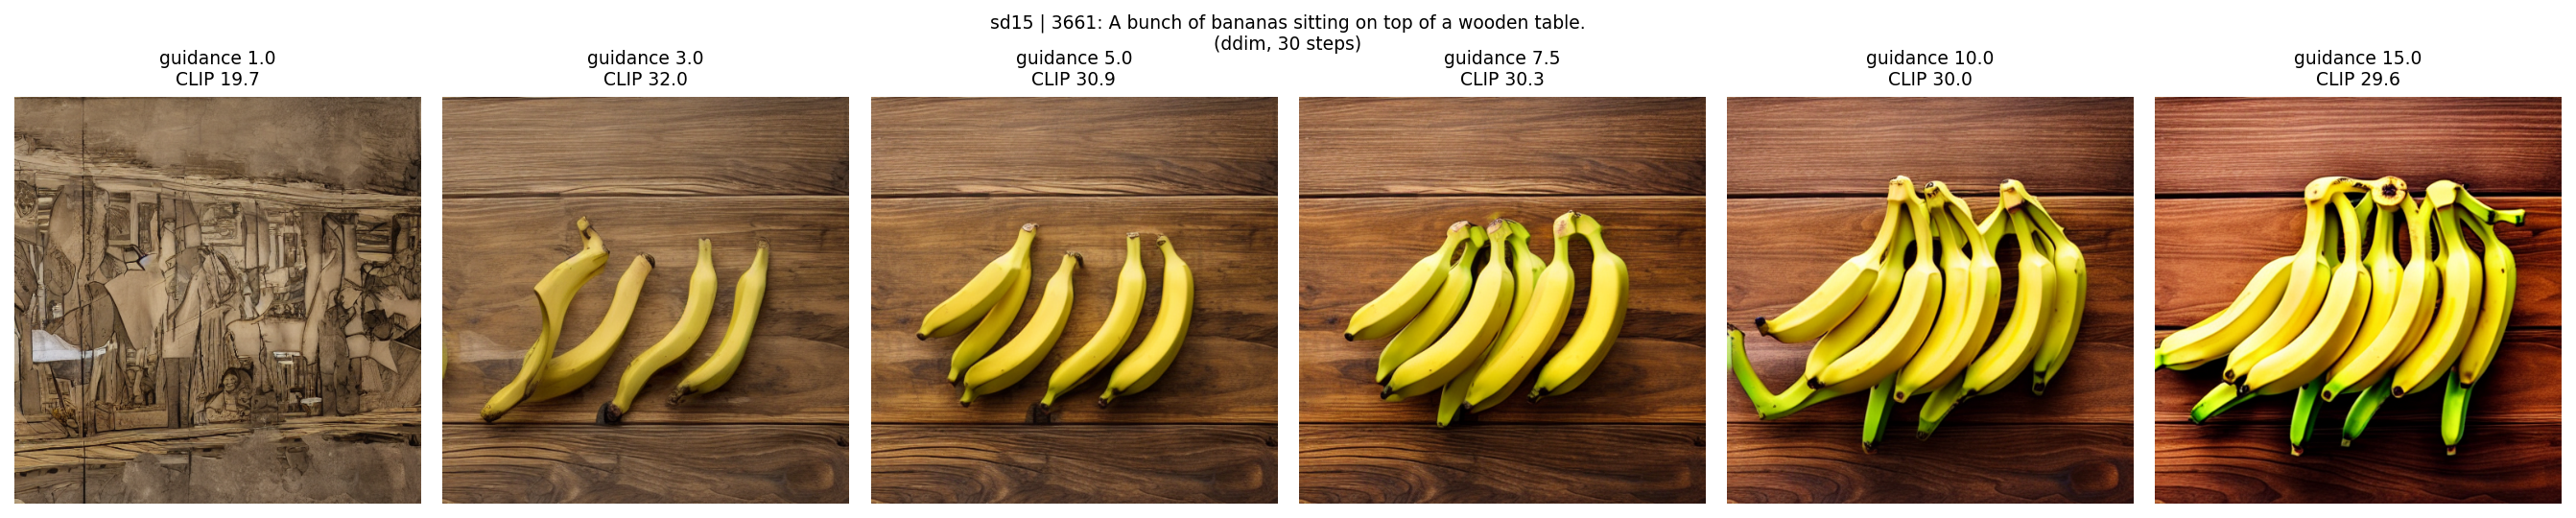 sd15 | 3661: A bunch of bananas sitting on top of a wooden table.
(ddim, 30 steps)
guidance 1.0
CLIP 19.7
guidance 3.0
CLIP 32.0
guidance 5.0
CLIP 30.9
guidance 7.5
CLIP 30.3
guidance 10.0
CLIP 30.0
guidance 15.0
CLIP 29.6